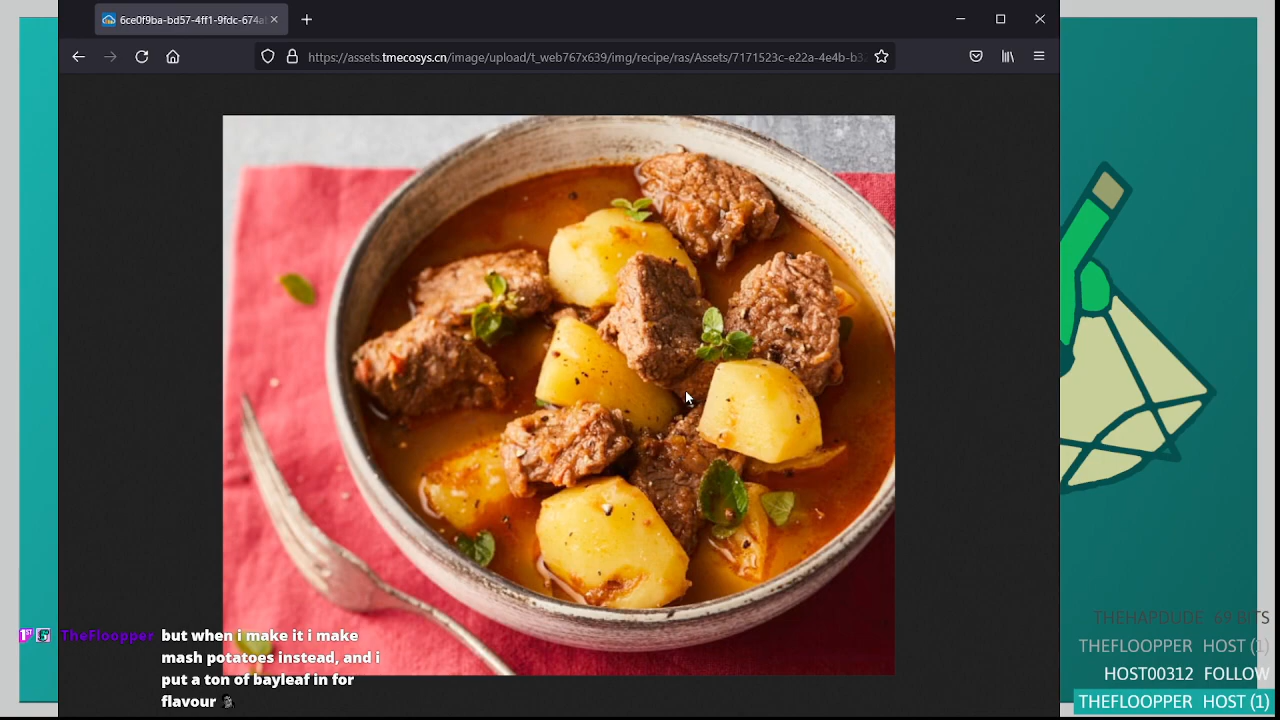 6ce0f9ba-bd57-4ff1-9fdc-674a
https://assets.tmecosys.cn/image/upload/t_web767x639/img/recipe/ras/Assets/7171523c-e22a-4e4b-b3
TheFloopper but when i make it i make
mash potatoes instead, and i
put a ton of bayleaf in for
flavour
THEHAPDUDE 69 BITS
THEFLOOPPER HOST (1)
HOST00312 FOLLOW
THEFLOOPPER HOST (1)